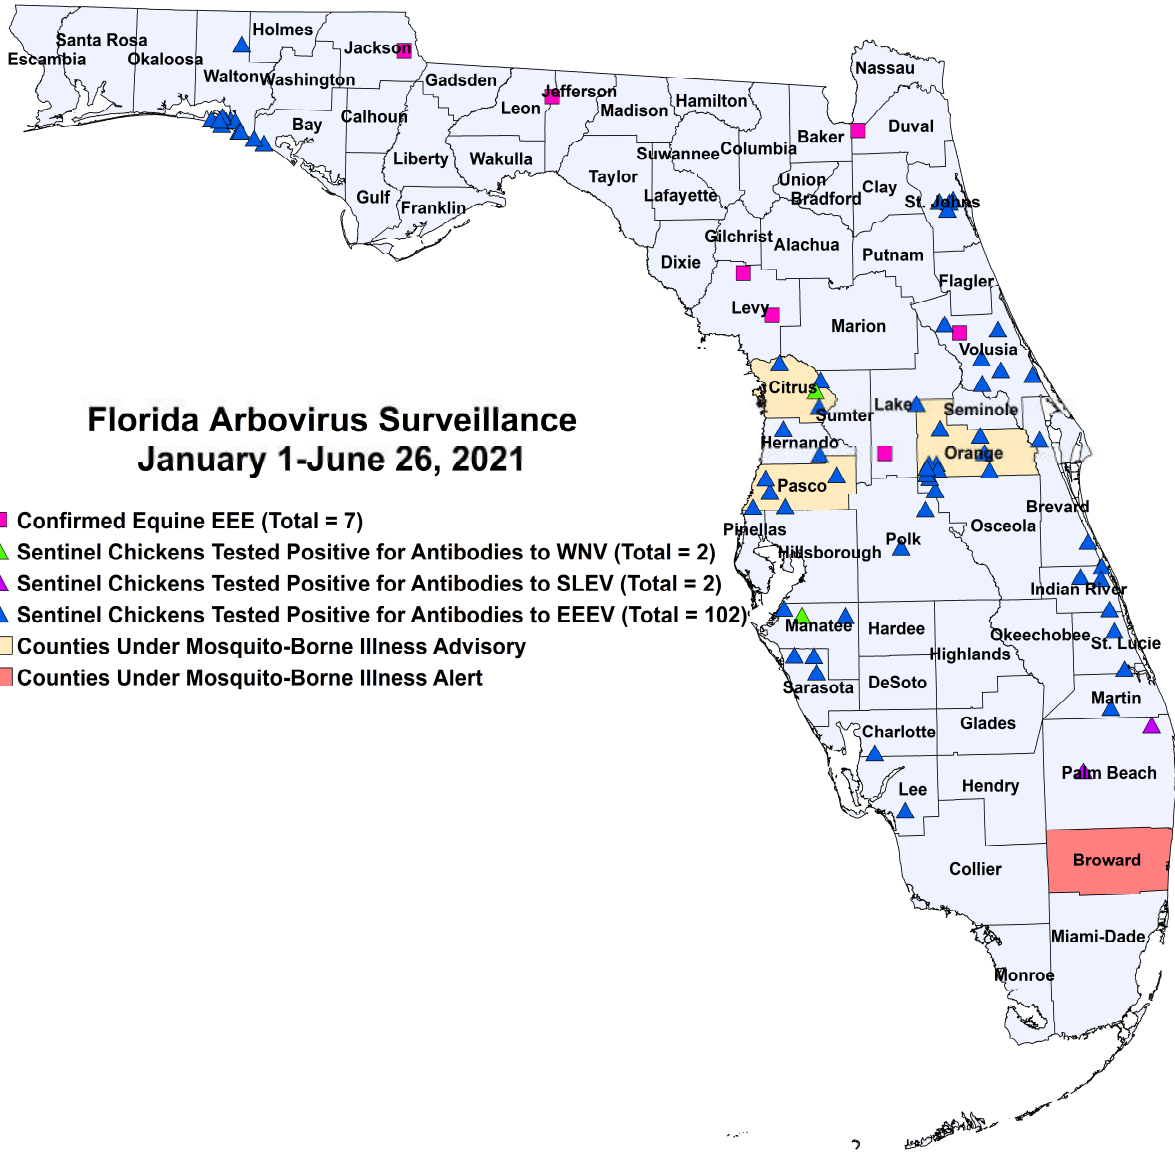 Nassau
Holmes
Santa Rosa
Jackson
Escambia
Okaloosa
Walton
Washington
Gadsden
Jefferson
Leon
Madison
Hamilton
Calhoun
Bay
Baker
Duval
Columbia
Suwannee
Liberty
Wakulla
Taylor
Union
Clay
Lafayette
Bradford
Gulf
Franklin
St. Johns
Gilchrist
Alachua
Dixie
Putnam
Flagler
Levy
Marion
Volusia
Citrus
Lake
Seminole
Sumter
Florida Arbovirus Surveillance
January 1-June 26, 2021
Hernando
Orange
Pasco
Brevard
Osceola
Pinellas
Polk
Hillsborough
Confirmed Equine EEE (Total = 7)
Sentinel Chickens Tested Positive for Antibodies to WNV (Total = 2)
Sentinel Chickens Tested Positive for Antibodies to SLEV (Total = 2)
Sentinel Chickens Tested Positive for Antibodies to EEEV (Total = 102)
Counties Under Mosquito-Borne Illness Advisory
Counties Under Mosquito-Borne Illness Alert
Indian River
Manatee
Hardee
Okeechobee
St. Lucie
Highlands
Sarasota
DeSoto
Martin
Glades
Charlotte
Palm Beach
Lee
Hendry
Broward
Collier
Miami-Dade
Monroe